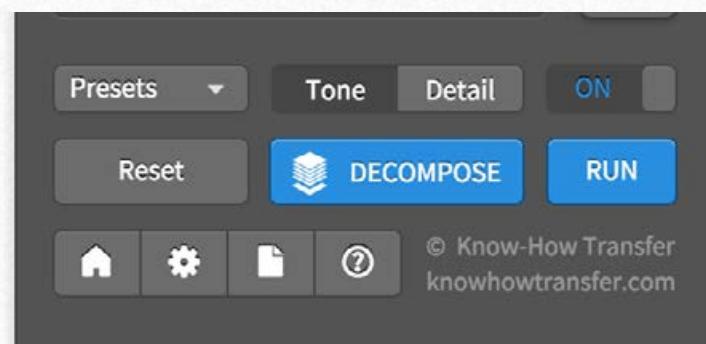 Presets
Tone Detail
ON
Reset
DECOMPOSE
RUN
© Know-How Transfer
knowhowtransfer.com